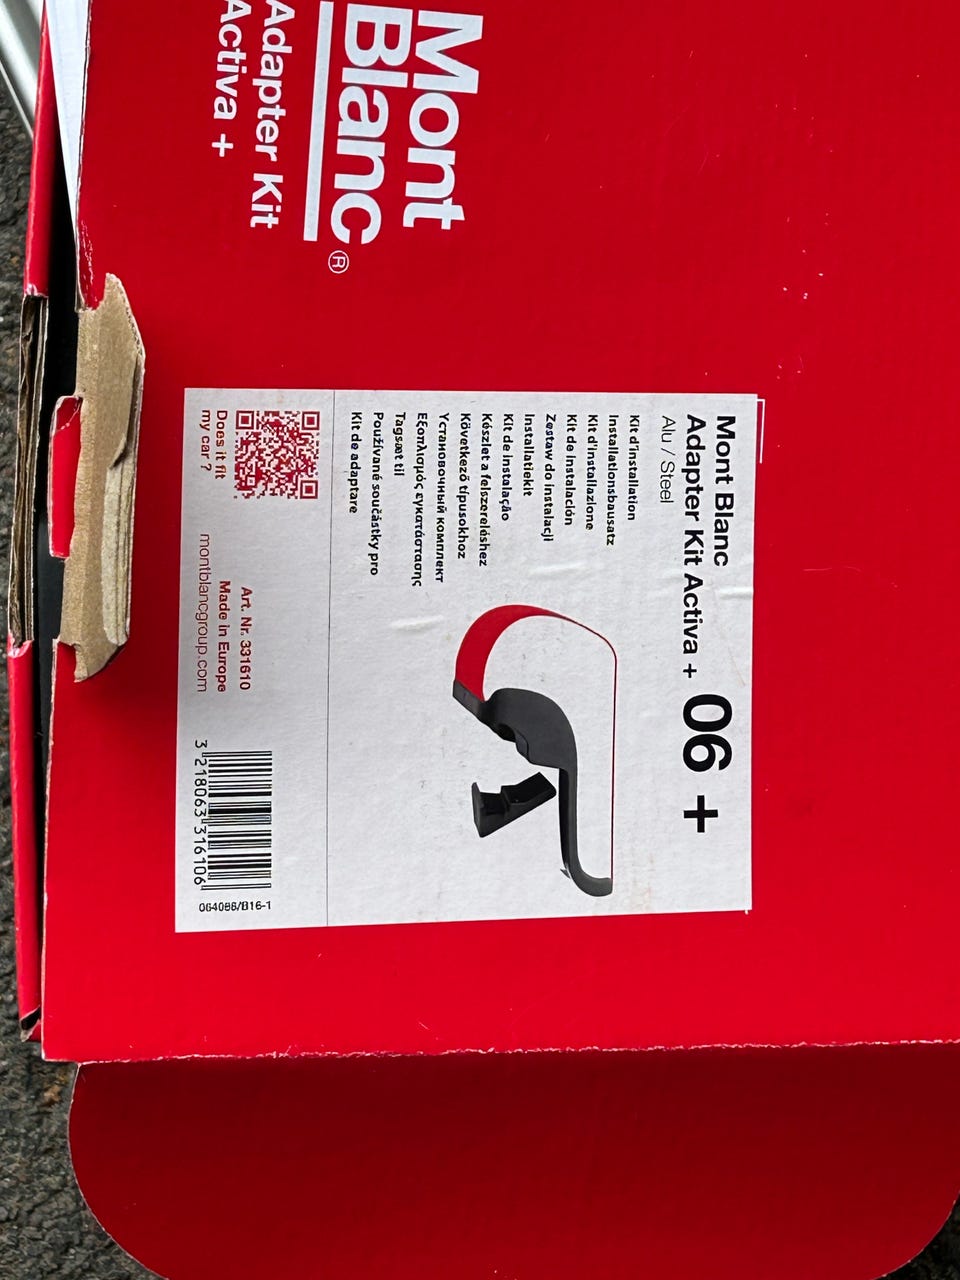 Mont
Blanc®
Adapter Kit
Activa +
Mont Blanc
Adapter Kit Activa + 06 +
Alu / Steel
Kit d'installation
Installationsbausatz
Kit d'installazione
Kit de instalación
Zestaw do instalacji
Installatiekit
Kit de instalação
Készlet a felszereléshez
Következő típusokhoz
Установочный комплект
Εξοπλισμός εγκατάστασης
Tagsæt til
Používané součástky pro
Kit de adaptare
Does it fit
my car ?
Art. Nr. 331610
Made in Europe
montblancgroup.com
3 218063 316106
064086/B16-1